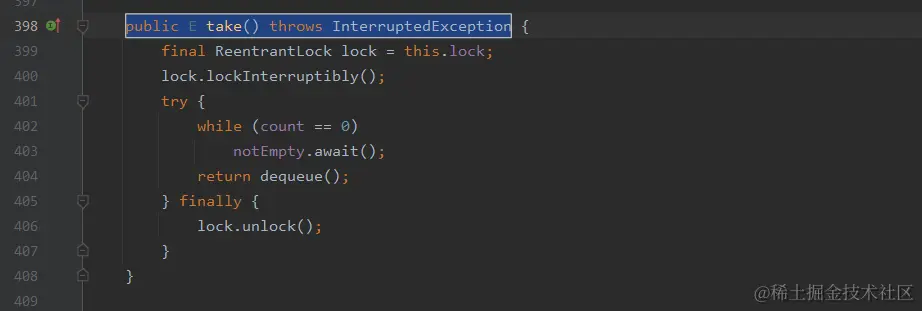 397
398 public E take() throws InterruptedException {
399 final ReentrantLock lock = this.lock;
400 lock.lockInterruptibly();
401 try {
402 while (count == 0)
403 notEmpty.await();
404 return dequeue();
405 } finally {
406 lock.unlock();
407 }
408 }
409
@稀土掘金技术社区